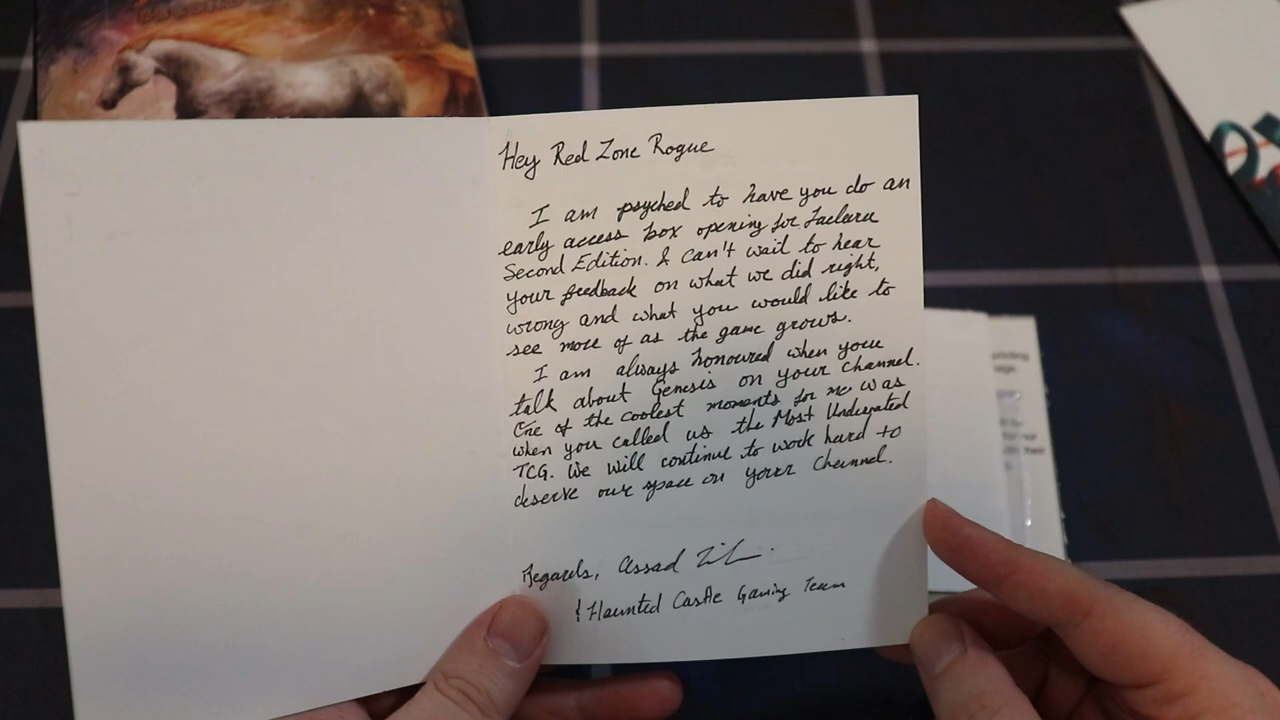 Hey Red Zone Rogue
I am psyched to have you do an
early access box opening for Jaelara
Second Edition. I can't wait to hear
your feedback on what we did right,
wrong and what you would like to
see more of as the game grows.
I am always honoured when you
talk about Genesis on your channel.
One of the coolest moments for me was
when you called us the Most Underrated
TCG. We will continue to work hard to
deserve our space on your channel.
Regards, Assad
& Haunted Castle Gaming Team